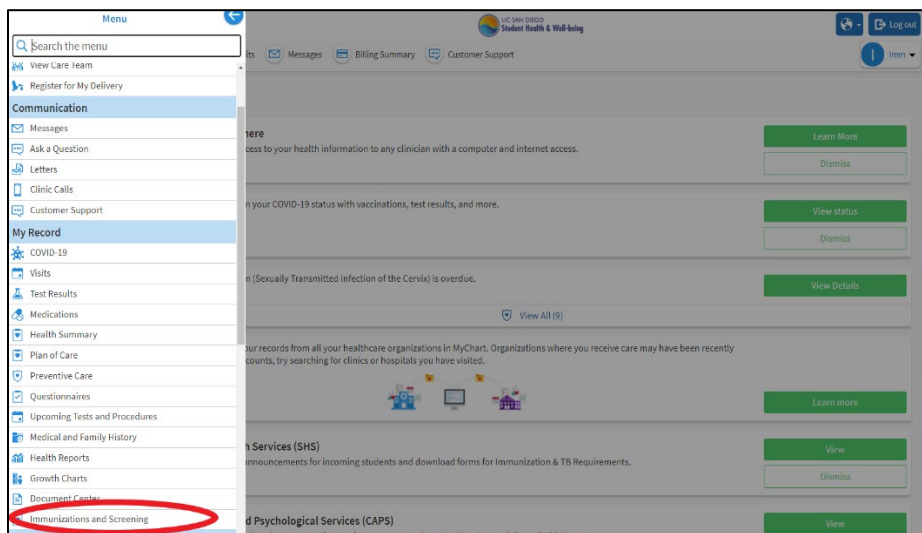 Menu
Search the menu
View Care Team
Register for My Delivery
Communication
Messages
Ask a Question
Letters
Clinic Calls
Customer Support
My Record
COVID-19
Visits
Test Results
Medications
Health Summary
Plan of Care
Preventive Care
Questionnaires
Upcoming Tests and Procedures
Medical and Family History
Health Reports
Growth Charts
Document Center
Immunizations and Screening
UC SAN DIEGO
Student Health & Well-being
Log out
its Messages Billing Summary Customer Support
I Imm
here
cess to your health information to any clinician with a computer and internet access.
Learn More
Dismiss
n your COVID-19 status with vaccinations, test results, and more.
View status
Dismiss
n (Sexually Transmitted Infection of the Cervix) is overdue.
View Details
View All (9)
our records from all your healthcare organizations in MyChart. Organizations where you receive care may have been recently
counts, try searching for clinics or hospitals you have visited.
Learn more
h Services (SHS)
announcements for incoming students and download forms for Immunization & TB Requirements.
View
Dismiss
d Psychological Services (CAPS)
View